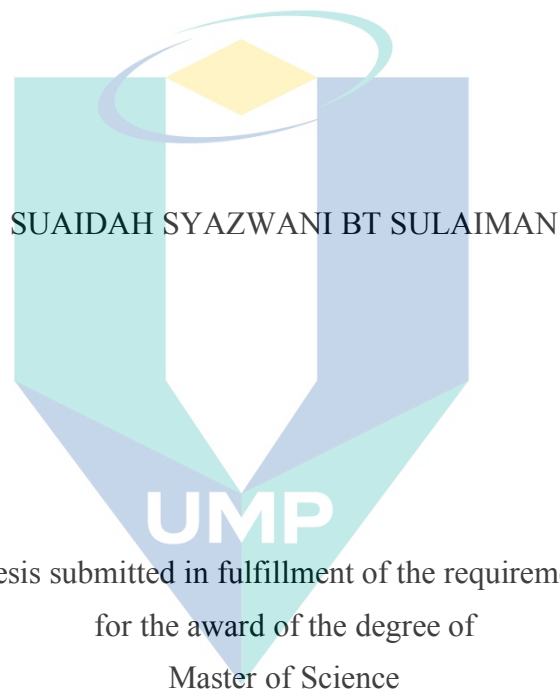 SUAIDAH SYAZWANI BT SULAIMAN
UMP
esis submitted in fulfillment of the requireme
for the award of the degree of
Master of Science